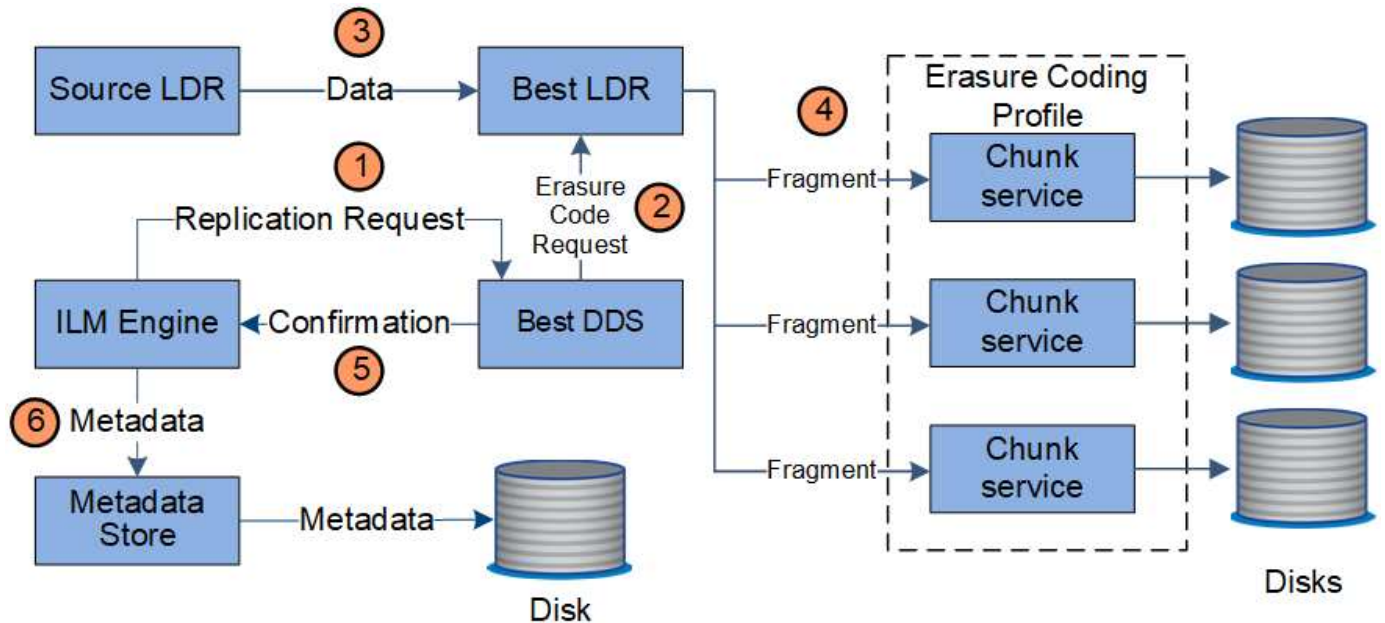 3
Source LDR
Data
Best LDR
4
Erasure Coding
Profile
Chunk
service
Fragment
1
Replication Request
Erasure
Code
Request
2
ILM Engine
Confirmation
Best DDS
5
Fragment
Chunk
service
6
Metadata
Metadata
Store
Metadata
Disk
Fragment
Chunk
service
Disks